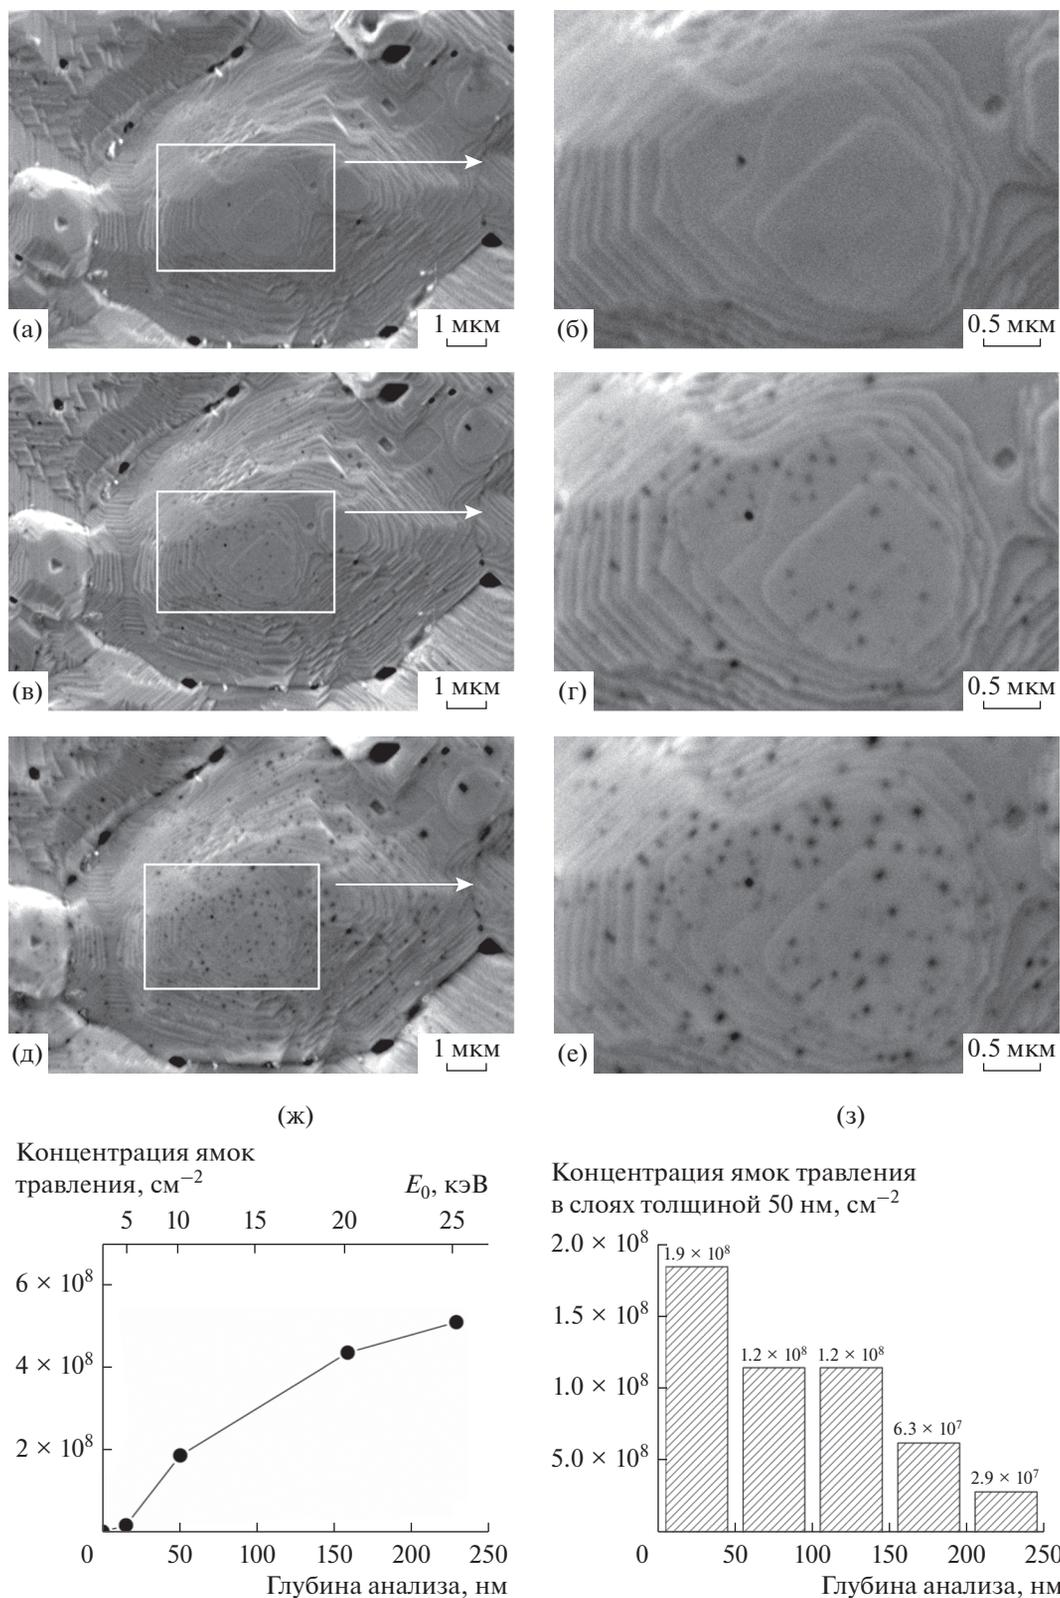 (а)
1 мкм
(б)
0.5 мкм
(в)
1 мкм
(г)
0.5 мкм
(д)
1 мкм
(е)
0.5 мкм
(ж)
Концентрация ямок
травления, см⁻²
E₀, кэВ
5 10 15 20 25
6 × 10⁸
4 × 10⁸
2 × 10⁸
0 50 100 150 200 250
Глубина анализа, нм
(з)
Концентрация ямок травления
в слоях толщиной 50 нм, см⁻²
2.0 × 10⁸
1.9 × 10⁸
1.5 × 10⁸
1.2 × 10⁸ 1.2 × 10⁸
1.0 × 10⁸
6.3 × 10⁷
5.0 × 10⁸
2.9 × 10⁷
0 50 100 150 200 250
Глубина анализа, нм